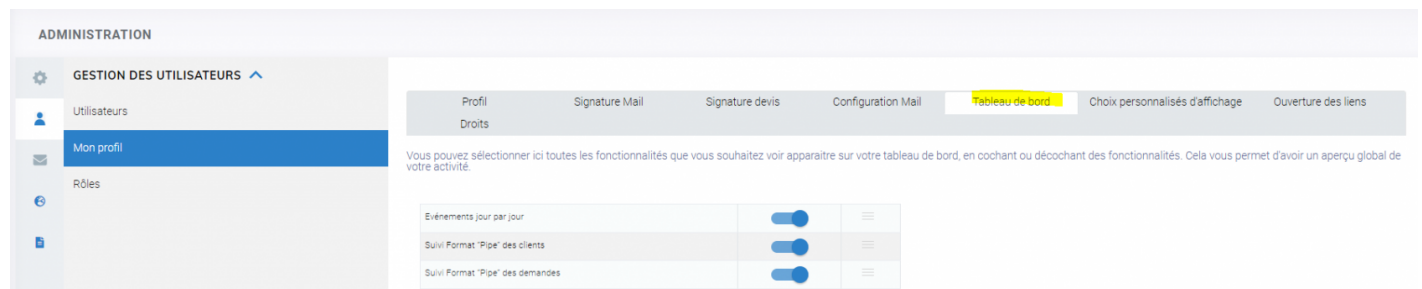 ADMINISTRATION
GESTION DES UTILISATEURS
Utilisateurs
Mon profil
Rôles
Profil Signature Mail Signature devis Configuration Mail Tableau de bord Choix personnalisés d'affichage Ouverture des liens
Droits
Vous pouvez sélectionner ici toutes les fonctionnalités que vous souhaitez voir apparaitre sur votre tableau de bord, en cochant ou décochant des fonctionnalités. Cela vous permet d'avoir un aperçu global de
votre activité.
Evénements jour par jour
Suivi Format "Pipe" des clients
Suivi Format "Pipe" des demandes